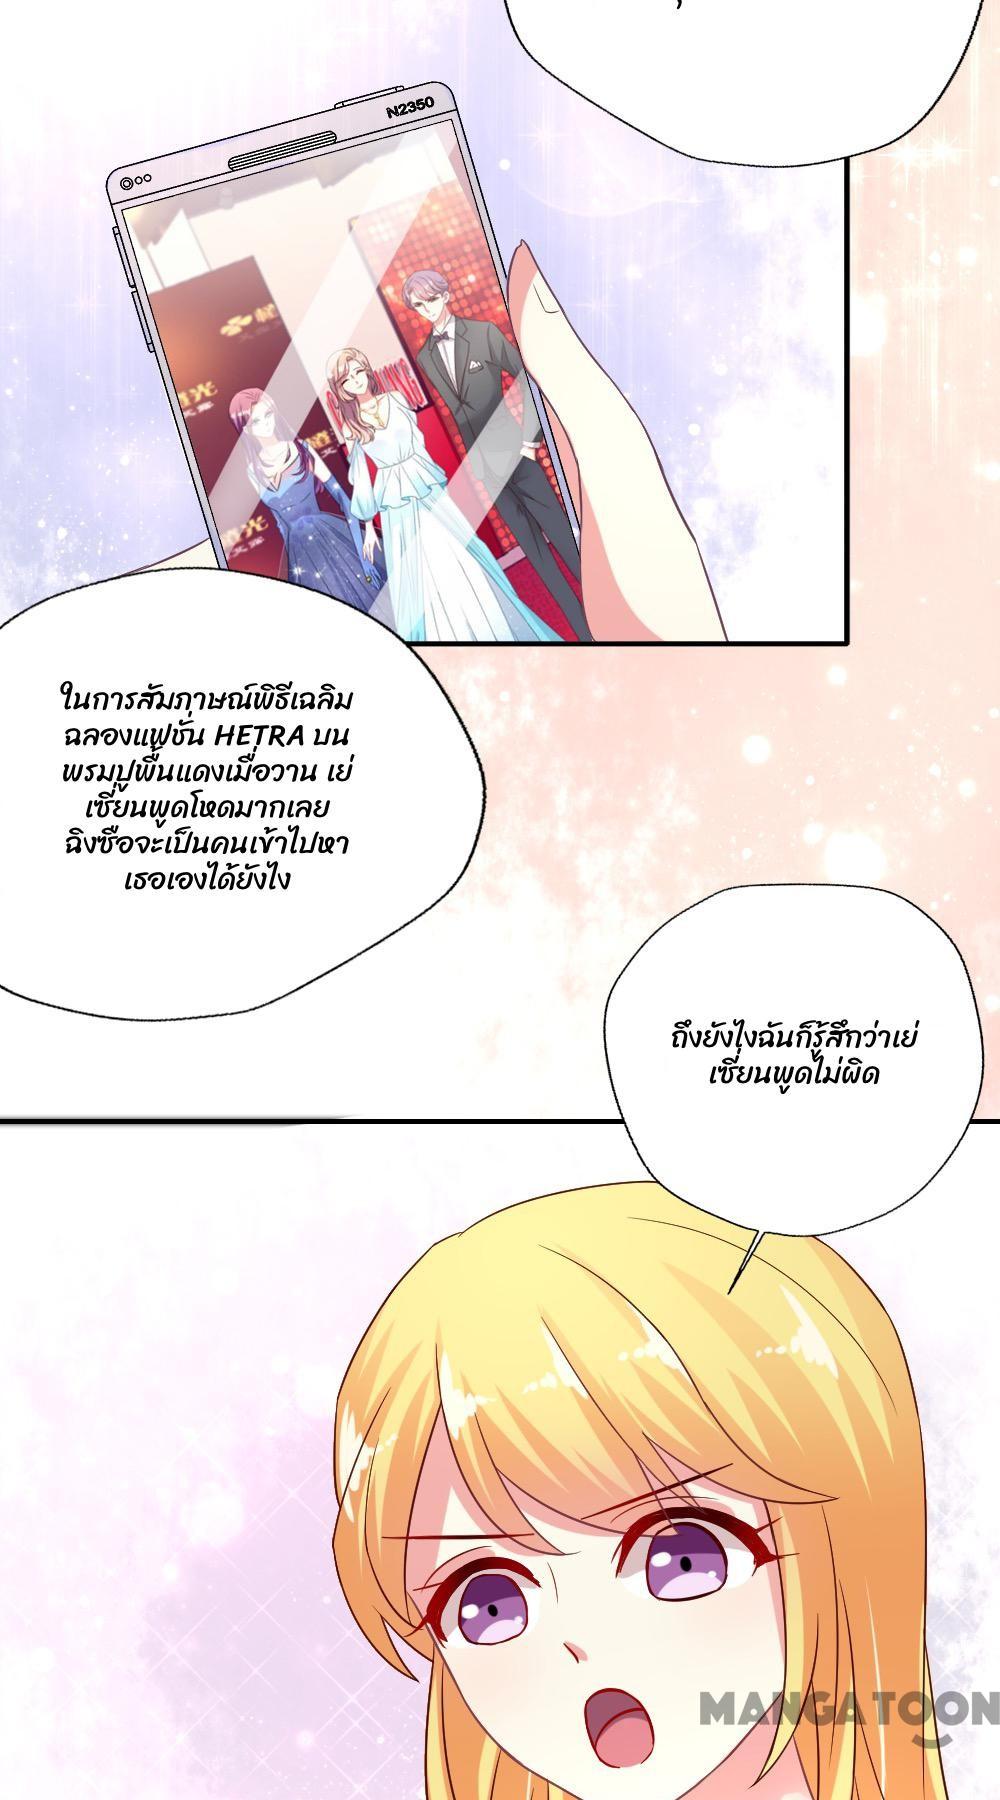 N2350
ในการสัมภาษณ์พิธีเฉลิม
ฉลองแฟชั่น HETRA บน
พรมปูพื้นแดงเมื่อวาน เย่
เซี่ยนพูดโหดมากเลย
ฉิงซือจะเป็นคนเข้าไปหา
เธอเองได้ยังไง
ถึงยังไงฉันก็รู้สึกว่าเย่
เซี่ยนพูดไม่ผิด
MANGATOON